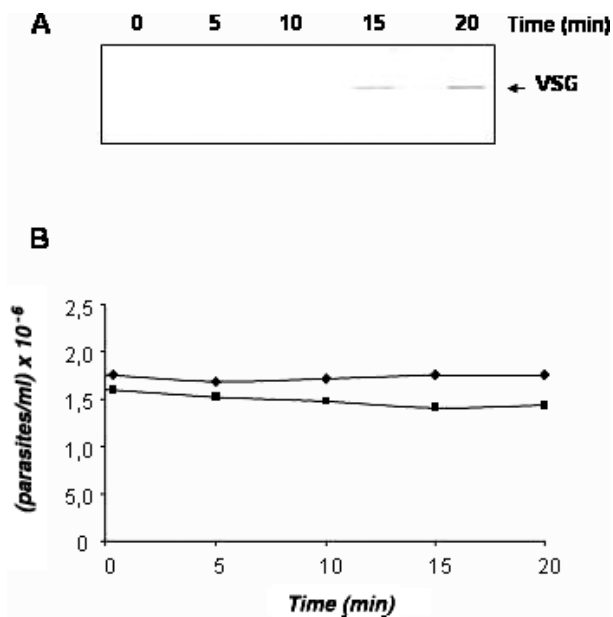 A 0 5 10 15 20 Time (min)
VSG
B
2,5
2,0
1,5
1,0
5,0
0
(parasites/ml) x 10⁻⁶
0 5 10 15 20
Time (min)